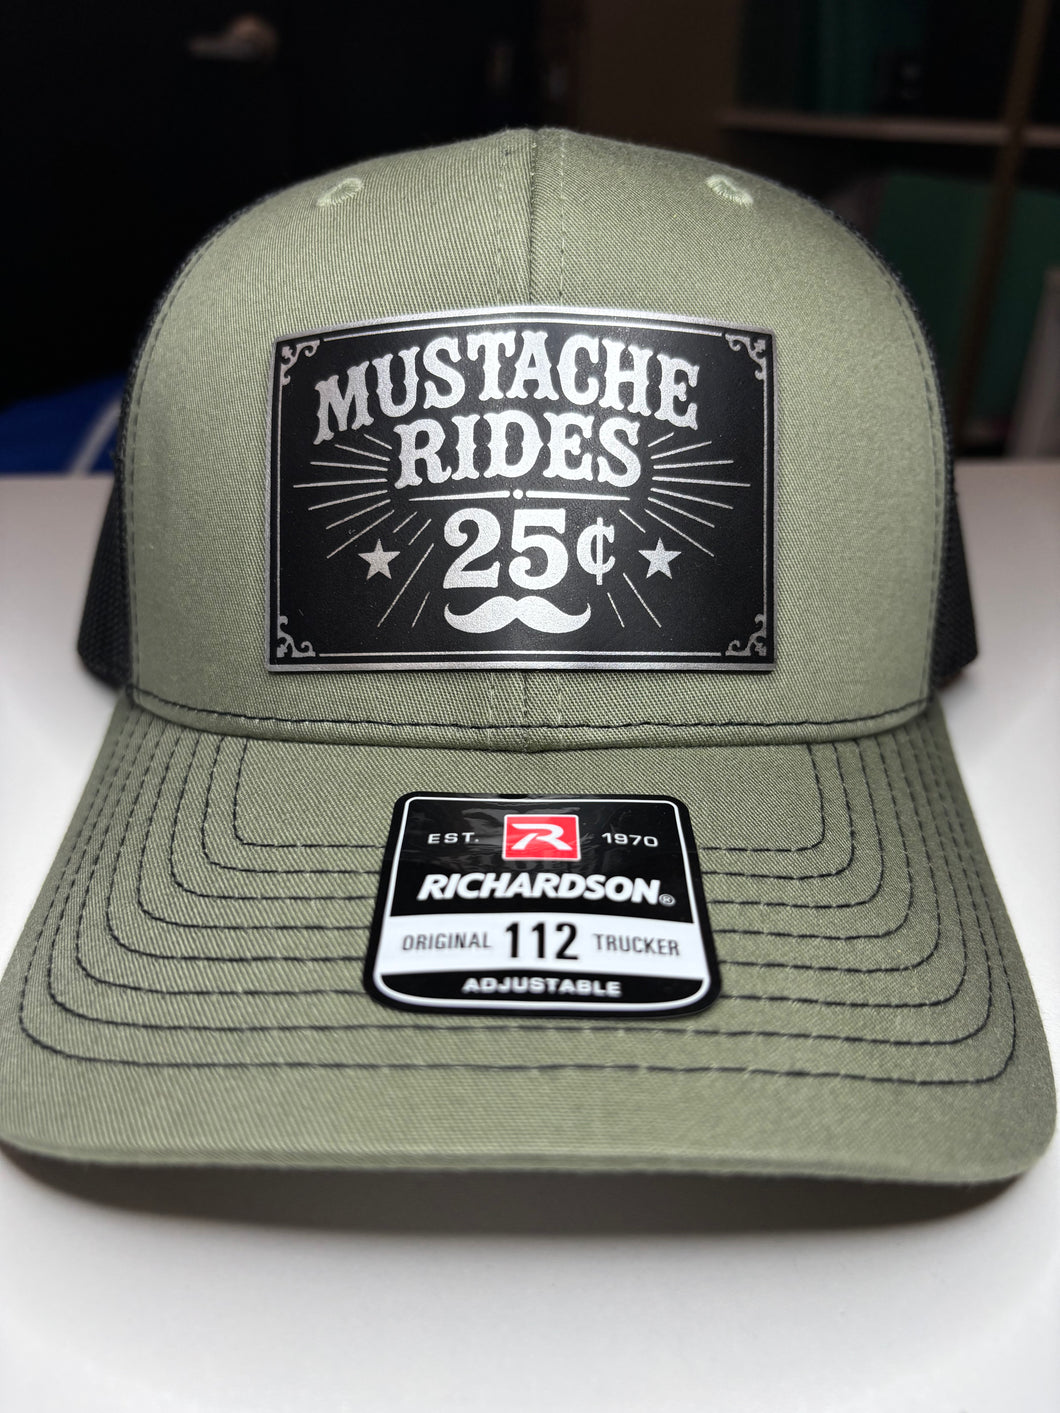 MUSTACHE
RIDES
25¢
EST. R 1970
RICHARDSON®
ORIGINAL 112 TRUCKER
ADJUSTABLE